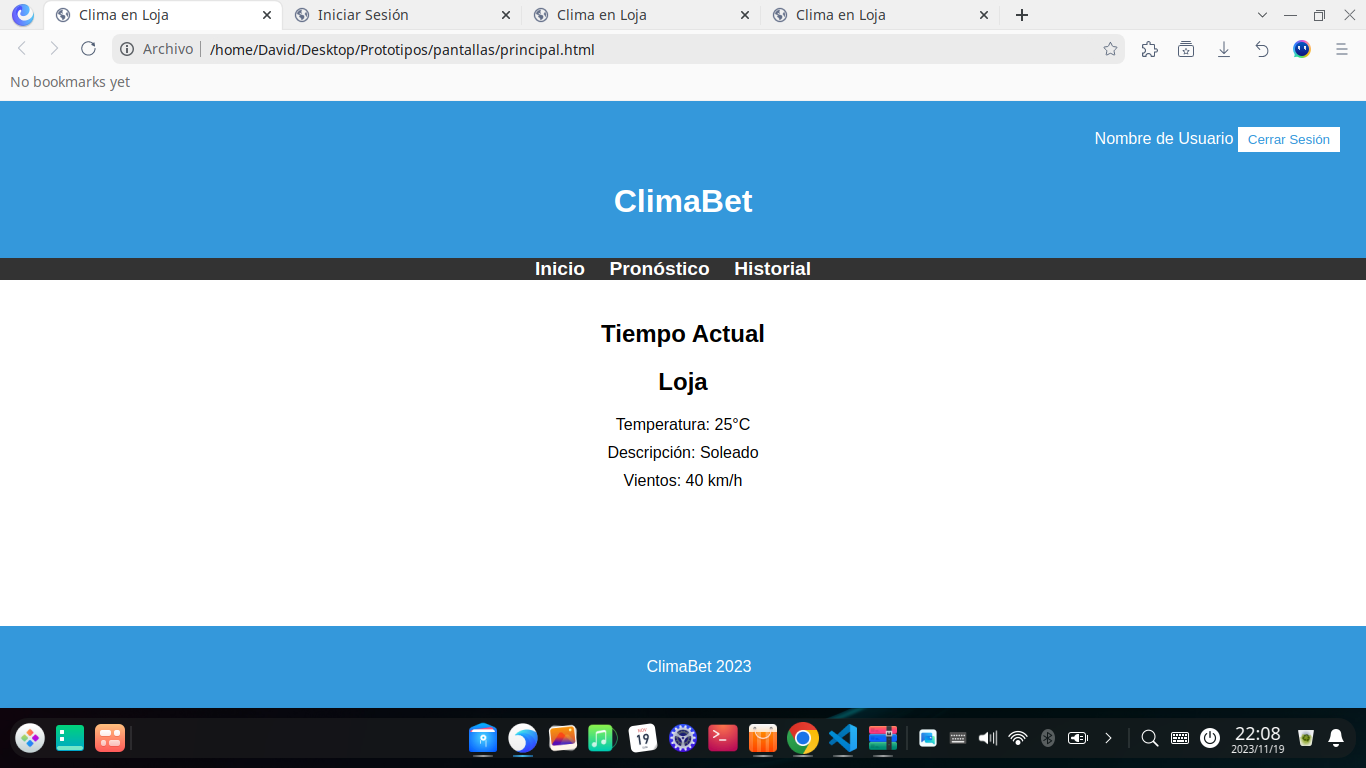 Clima en Loja
Iniciar Sesión
Clima en Loja
Clima en Loja
Archivo
/home/David/Desktop/Prototipos/pantallas/principal.html
No bookmarks yet
Nombre de Usuario
Cerrar Sesión
ClimaBet
Inicio Pronóstico Historial
Tiempo Actual
Loja
Temperatura: 25°C
Descripción: Soleado
Vientos: 40 km/h
ClimaBet 2023
NOV
19
22:08
2023/11/19